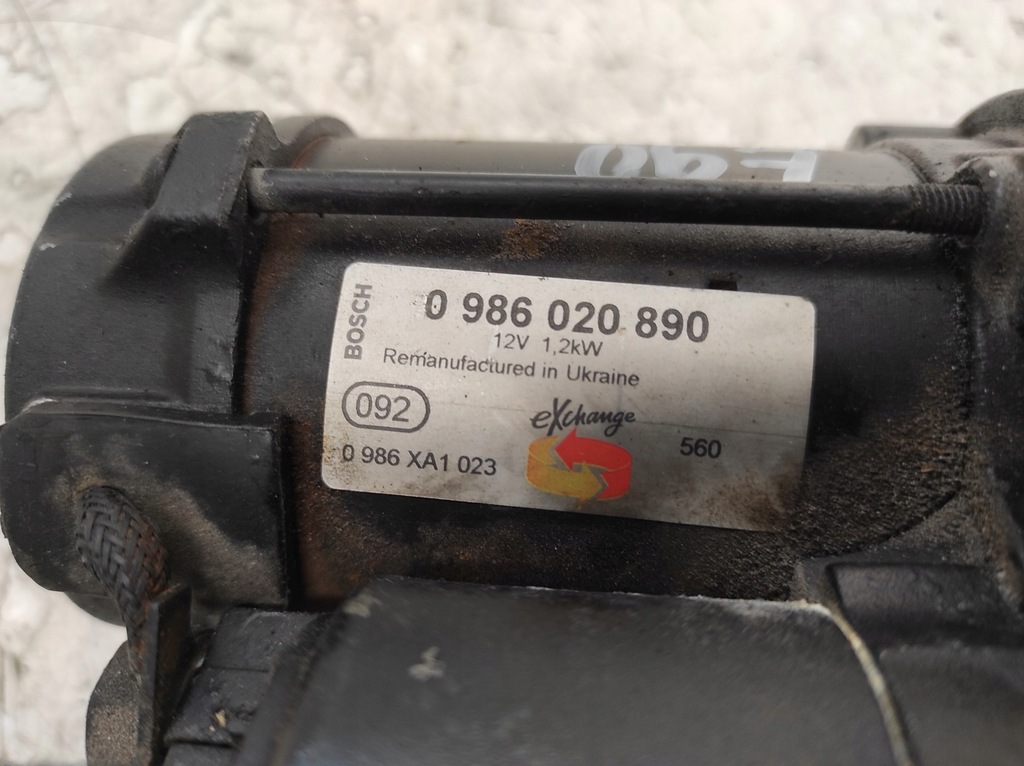 BOSCH
0 986 020 890
12V 1,2kW
Remanufactured in Ukraine
092
eXchange
0 986 XA1 023
560